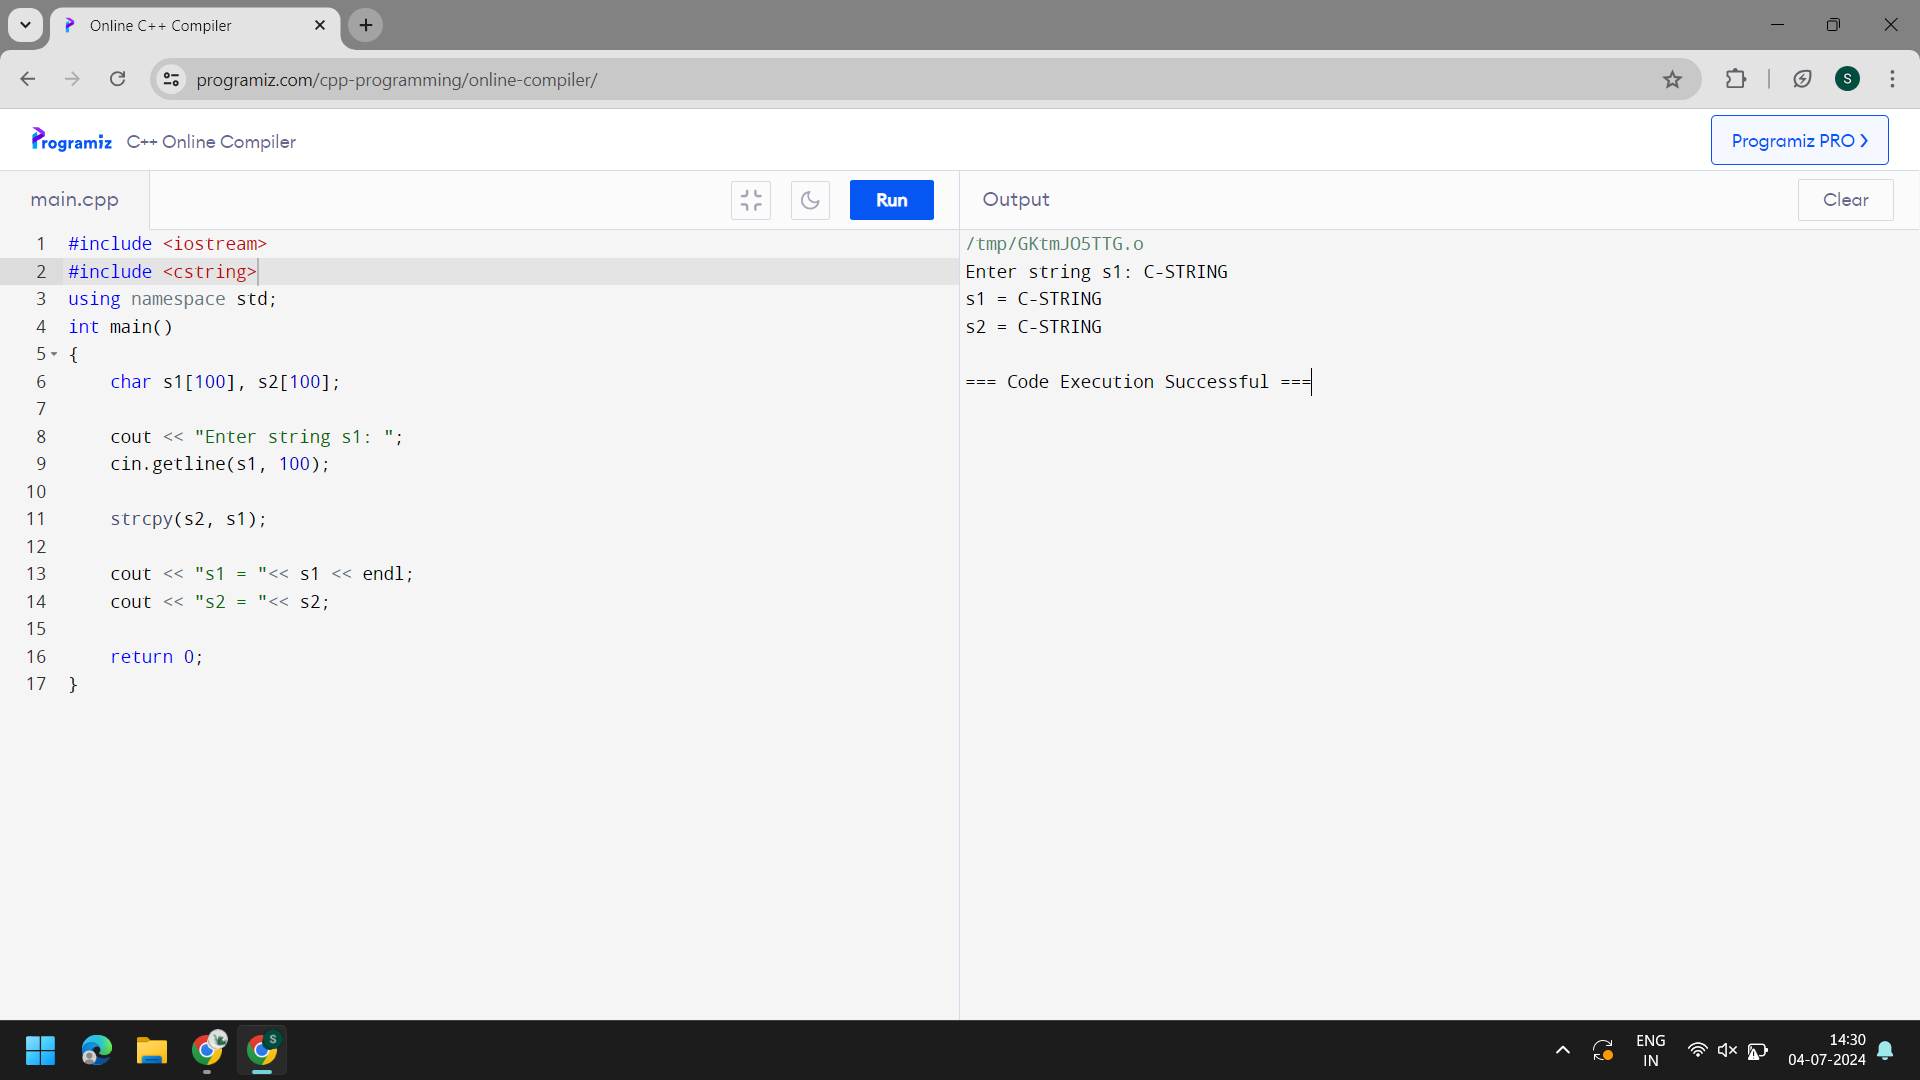 Online C++ Compiler
programiz.com/cpp-programming/online-compiler/
S
Programiz C++ Online Compiler
Programiz PRO
main.cpp
Run
Output
Clear
1 #include <iostream>
2 #include <cstring>
3 using namespace std;
4 int main()
5 {
6 char s1[100], s2[100];
7
8 cout << "Enter string s1: ";
9 cin.getline(s1, 100);
10
11 strcpy(s2, s1);
12
13 cout << "s1 = "<< s1 << endl;
14 cout << "s2 = "<< s2;
15
16 return 0;
17 }
/tmp/GKtmJO5TTG.o
Enter string s1: C-STRING
s1 = C-STRING
s2 = C-STRING
=== Code Execution Successful ===
S
ENG
IN
14:30
04-07-2024